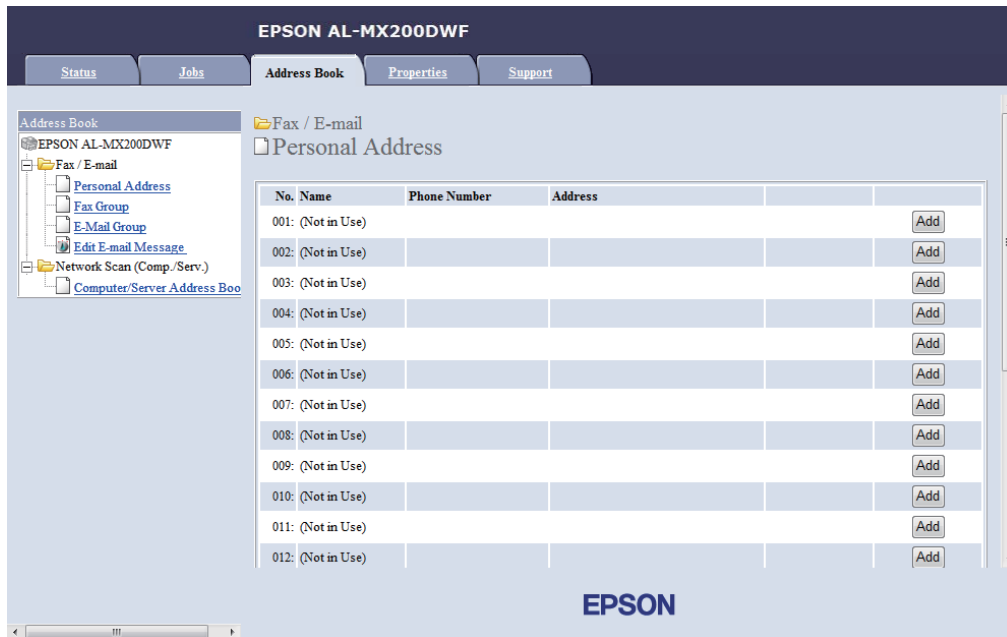 EPSON AL-MX200DWF
Status Jobs Address Book Properties Support
Address Book
EPSON AL-MX200DWF
Fax / E-mail
Personal Address
Fax Group
E-Mail Group
Edit E-mail Message
Network Scan (Comp./Serv.)
Computer/Server Address Boo
Fax / E-mail
Personal Address
No. Name Phone Number Address
001: (Not in Use) Add
002: (Not in Use) Add
003: (Not in Use) Add
004: (Not in Use) Add
005: (Not in Use) Add
006: (Not in Use) Add
007: (Not in Use) Add
008: (Not in Use) Add
009: (Not in Use) Add
010: (Not in Use) Add
011: (Not in Use) Add
012: (Not in Use) Add
EPSON